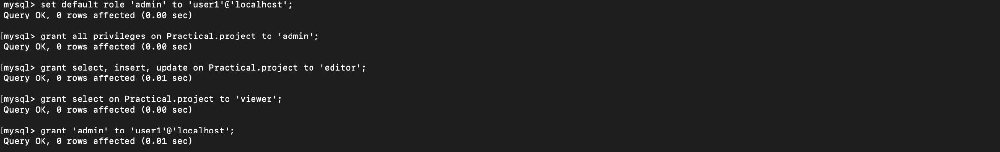 mysql> set default role 'admin' to 'user1'@'localhost';
Query OK, 0 rows affected (0.00 sec)
[mysql> grant all privileges on Practical.project to 'admin';
Query OK, 0 rows affected (0.00 sec)
[mysql> grant select, insert, update on Practical.project to 'editor';
Query OK, 0 rows affected (0.01 sec)
[mysql> grant select on Practical.project to 'viewer';
Query OK, 0 rows affected (0.00 sec)
[mysql> grant 'admin' to 'user1'@'localhost';
Query OK, 0 rows affected (0.01 sec)